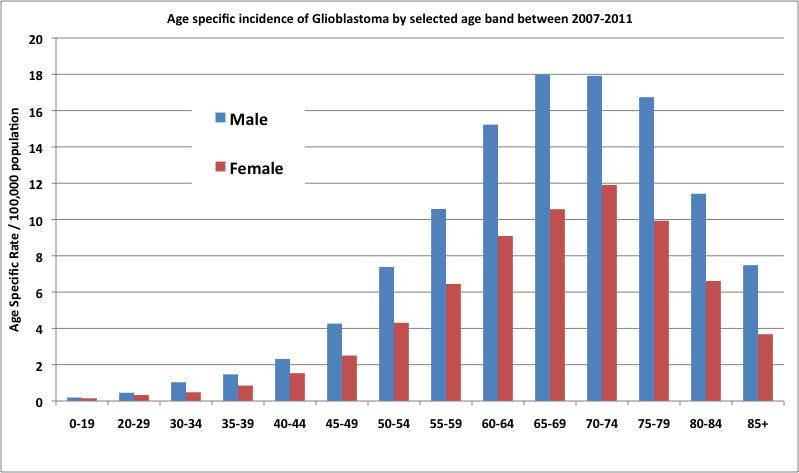 Age specific incidence of Glioblastoma by selected age band between 2007-2011
Age Specific Rate / 100,000 population
20
18
16
14
12
10
8
6
4
2
0
Male
Female
0-19 20-29 30-34 35-39 40-44 45-49 50-54 55-59 60-64 65-69 70-74 75-79 80-84 85+